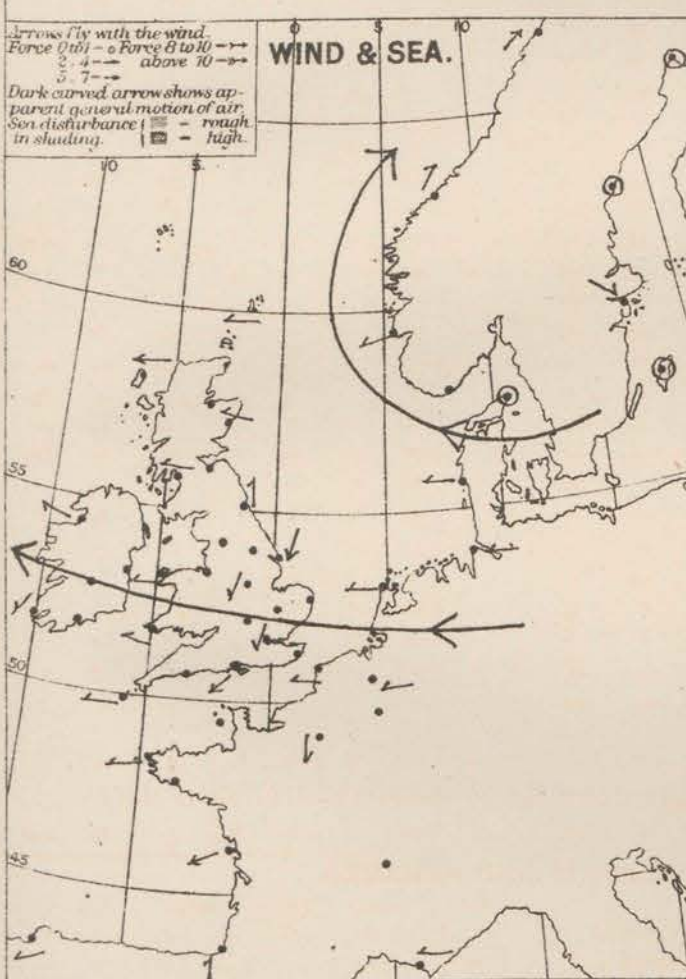 Arrows fly with the wind.
Force 0 to 1 - o Force 8 to 10 -
2. 4 - above 10 -
5. 7 -
Dark curved arrow shows ap-
parent general motion of air.
Sea disturbance { - rough.
in shading. { - high.
WIND & SEA.
5 0 5 10
10 5
60
55
50
45